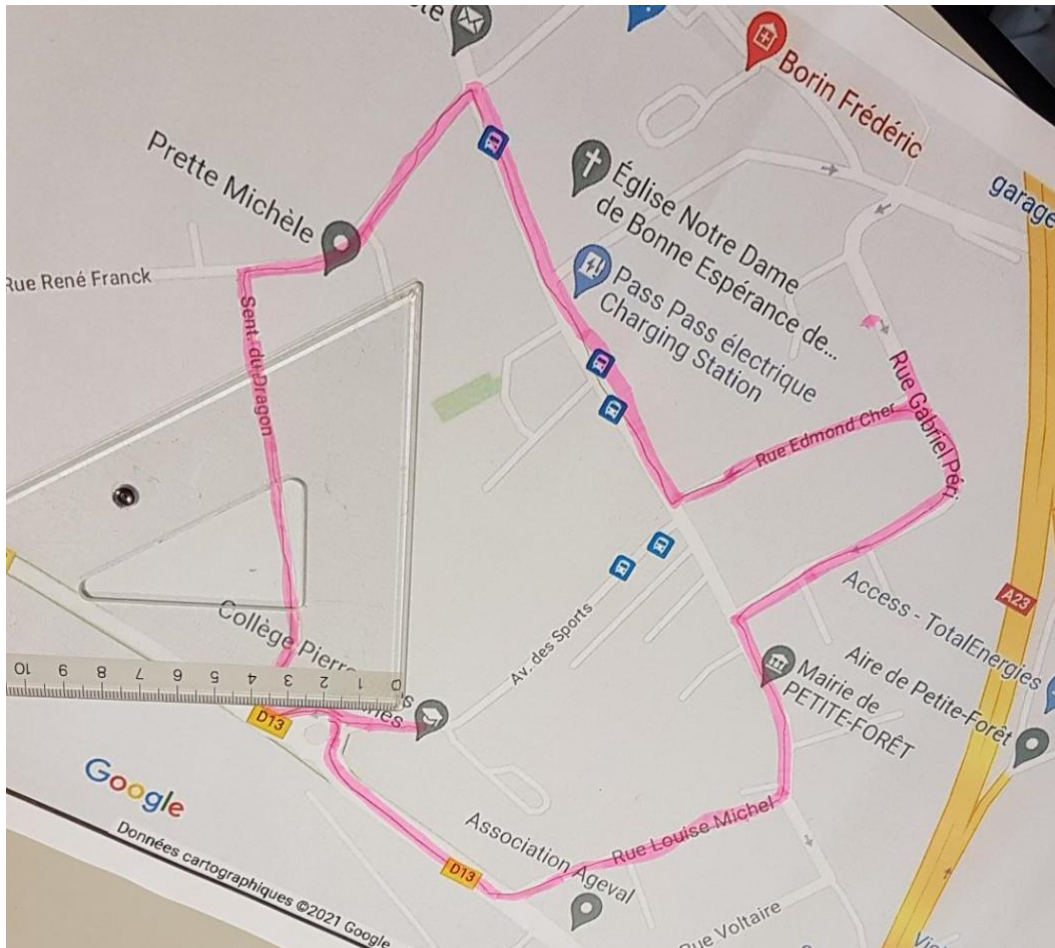 Borin Frédéric
garage
Prette Michèle
Église Notre Dame
de Bonne Espérance de...
Rue René Franck
Pass Pass électrique
Charging Station
Sent. du Dragon
Rue Gabriel Péri
Rue Edmond Cher
A23
Access - TotalEnergies
Collège Pierre
Av. des Sports
Aire de Petite-Forêt
Mairie de
PETITE-FORÊT
10 9 8 7 6 5 4 3 2 1 0
D13
Google
Données cartographiques ©2021 Google
Rue Louise Michel
Association Ageval
D13
Rue Voltaire